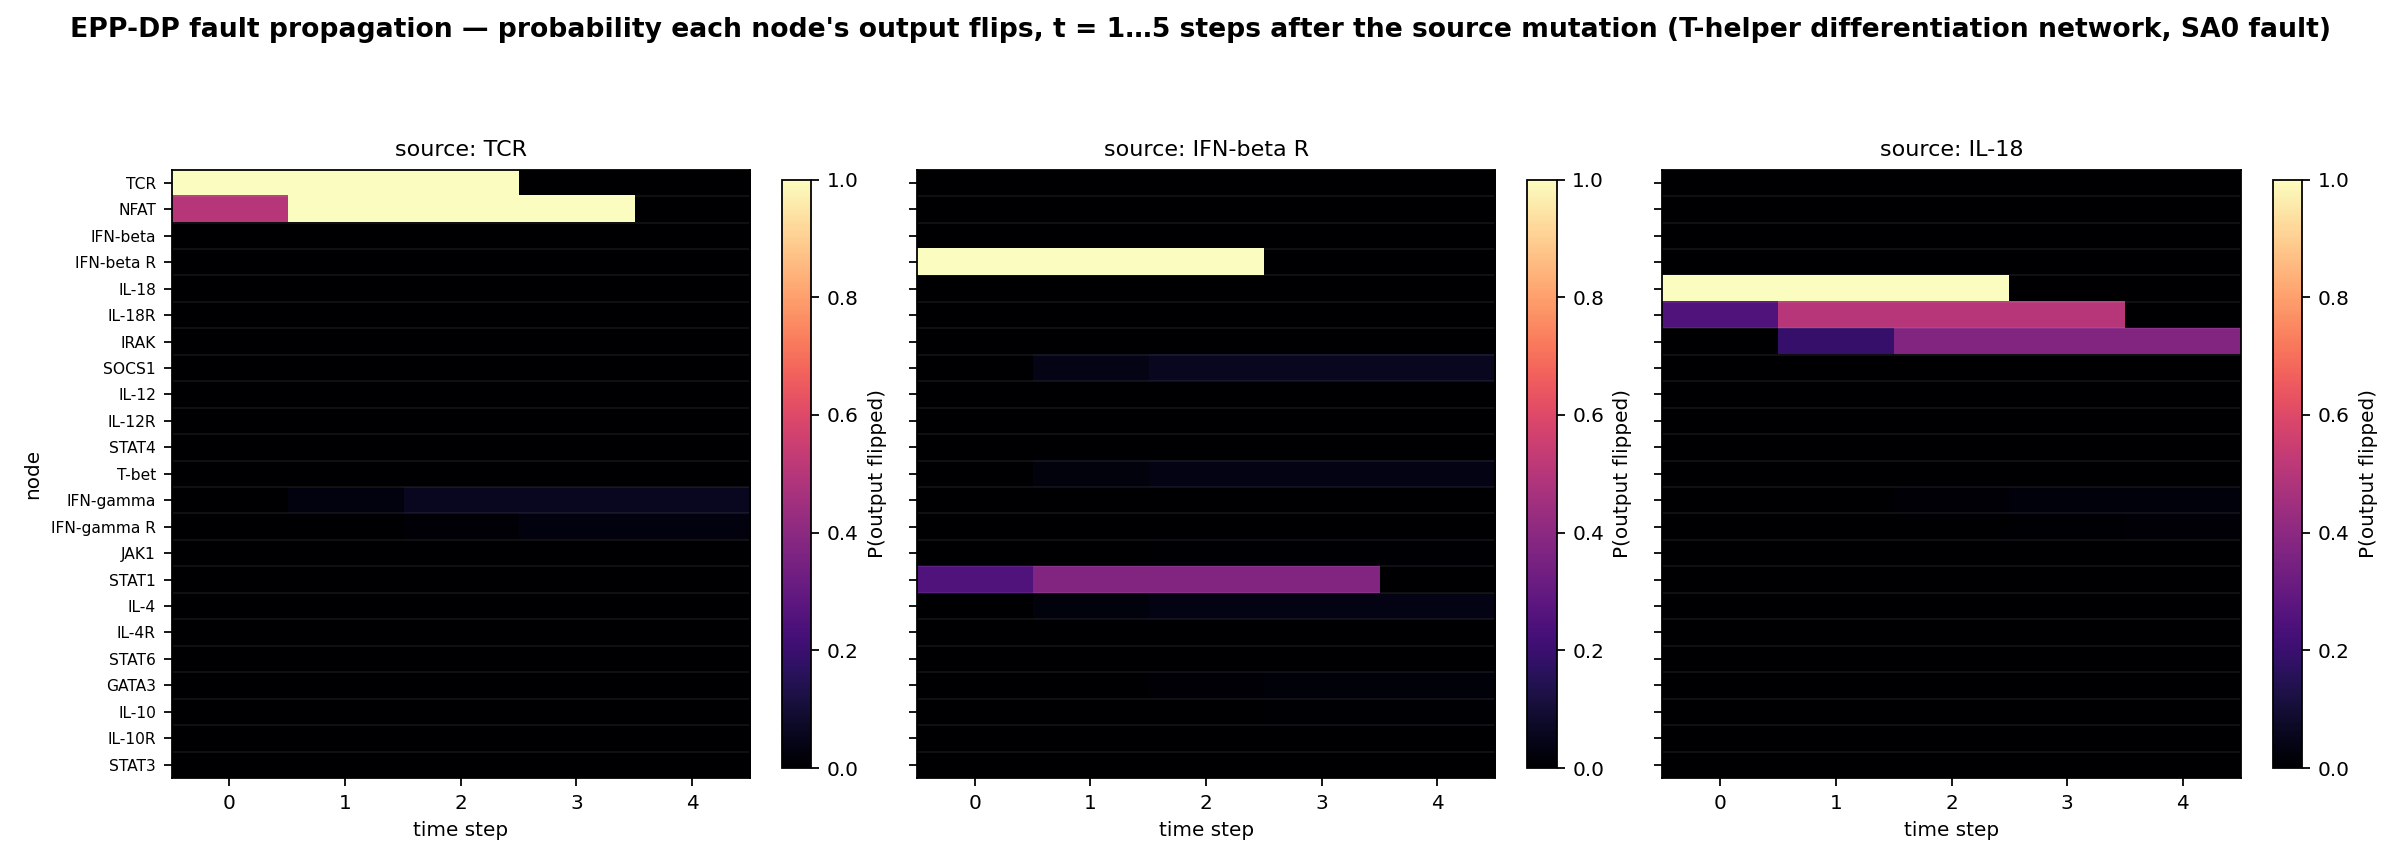 EPP-DP fault propagation — probability each node's output flips, t = 1…5 steps after the source mutation (T-helper differentiation network, SA0 fault)
source: TCR
source: IFN-beta R
source: IL-18
node
TCR
NFAT
IFN-beta
IFN-beta R
IL-18
IL-18R
IRAK
SOCS1
IL-12
IL-12R
STAT4
T-bet
IFN-gamma
IFN-gamma R
JAK1
STAT1
IL-4
IL-4R
STAT6
GATA3
IL-10
IL-10R
STAT3
0 1 2 3 4
time step
1.0
0.8
0.6
0.4
0.2
0.0
P(output flipped)
0 1 2 3 4
time step
1.0
0.8
0.6
0.4
0.2
0.0
P(output flipped)
0 1 2 3 4
time step
1.0
0.8
0.6
0.4
0.2
0.0
P(output flipped)